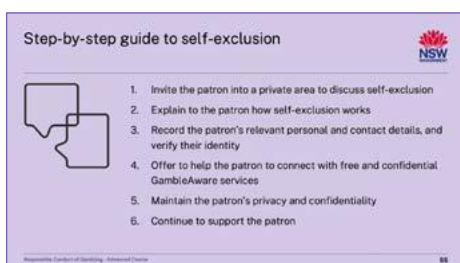 Step-by-step guide to self-exclusion
NSW
GOVERNMENT
1. Invite the patron into a private area to discuss self-exclusion
2. Explain to the patron how self-exclusion works
3. Record the patron's relevant personal and contact details, and
verify their identity
4. Offer to help the patron to connect with free and confidential
GambleAware services
5. Maintain the patron's privacy and confidentiality
6. Continue to support the patron
Responsible Conduct of Gambling - Advanced Course